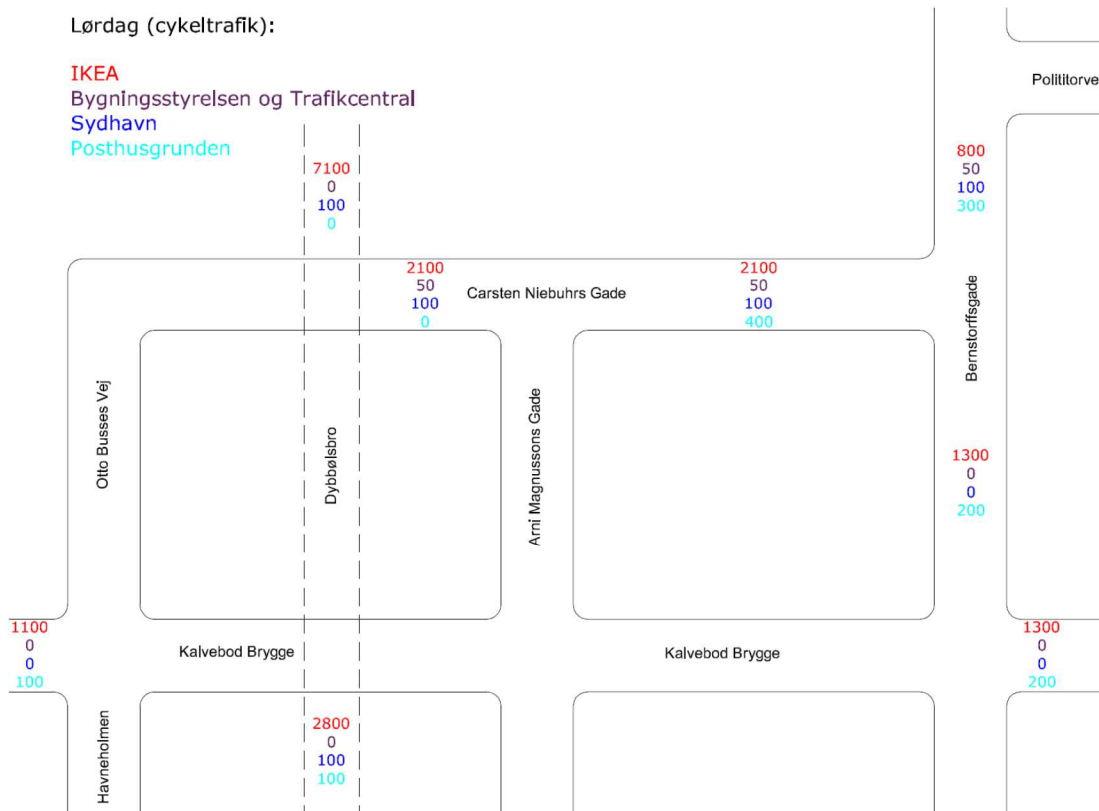 Lørdag (cykeltrafik):
IKEA
Bygningsstyrelsen og Trafikcentral
Sydhavn
Posthusgrunden
Polititorvet
7100
0
100
0
800
50
100
300
2100
50
100
0
Carsten Niebuhrs Gade
2100
50
100
400
Bernstorffsgade
Otto Busses Vej
Dybbølsbro
Arni Magnussons Gade
1300
0
0
200
1100
0
0
100
Kalvebod Brygge
Kalvebod Brygge
1300
0
0
200
Havneholmen
2800
0
100
100